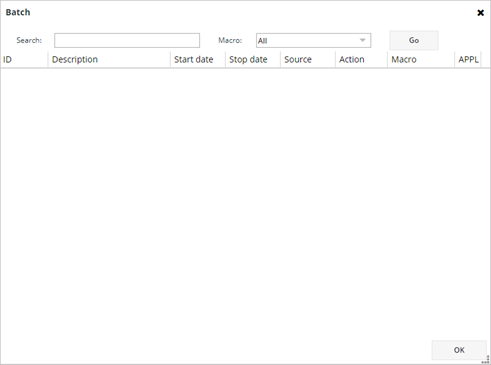 Batch
Search: Macro: All Go
ID Description Start date Stop date Source Action Macro APPL
OK